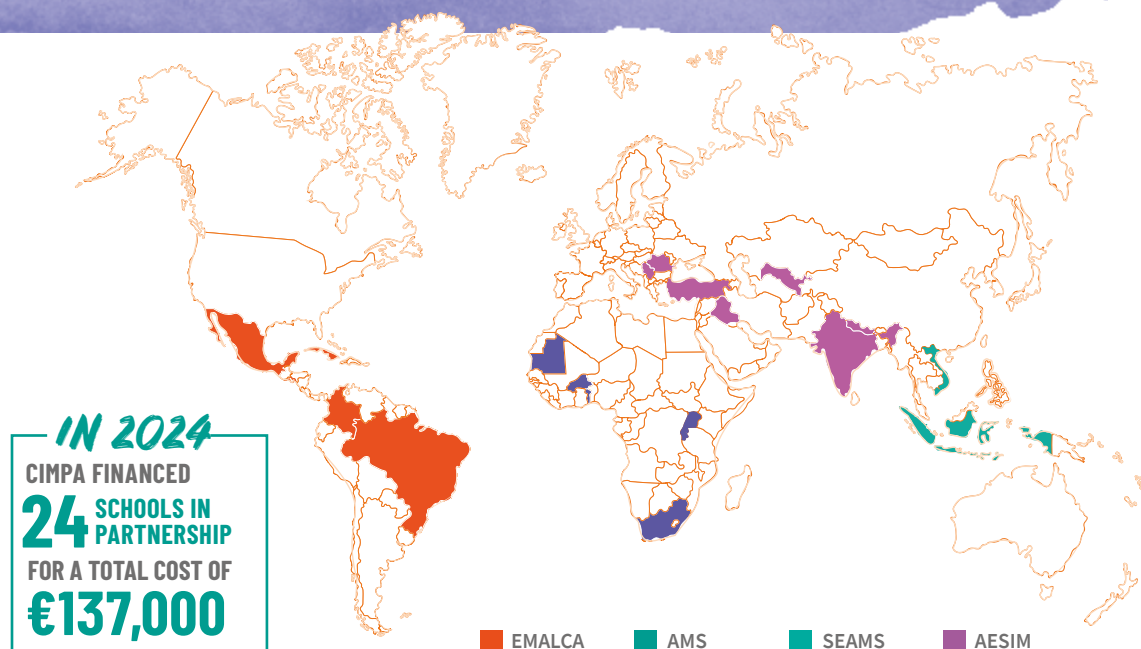 IN 2024
CIMPA FINANCED
24 SCHOOLS IN
PARTNERSHIP
FOR A TOTAL COST OF
€137,000
EMALCA AMS SEAMS AESIM